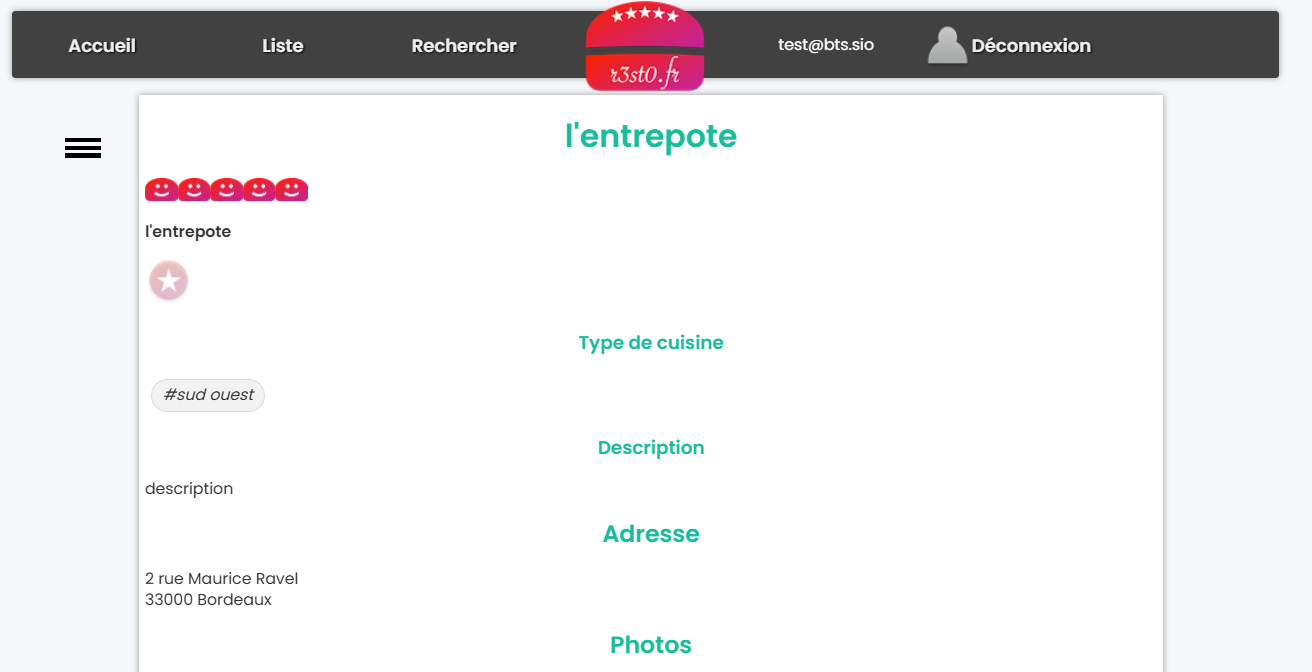 Accueil
Liste
Rechercher
r3st0.fr
test@bts.sio
Déconnexion
l'entrepote
l'entrepote
Type de cuisine
#sud ouest
Description
description
Adresse
2 rue Maurice Ravel
33000 Bordeaux
Photos